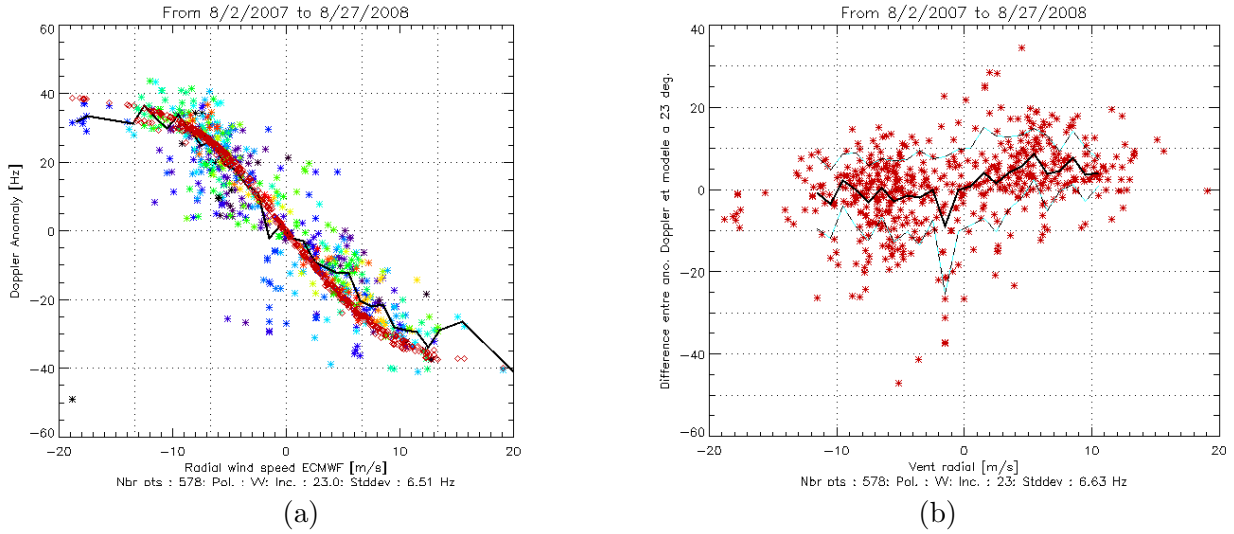 From 8/2/2007 to 8/27/2008
60
40
20
0
-20
-40
-60
Doppler Anomaly [Hz]
-20 -10 0 10 20
Radial wind speed ECMWF [m/s]
Nbr pts : 578: Pol. : VV: Inc. : 23.0: Stddev : 6.51 Hz
(a)
From 8/2/2007 to 8/27/2008
40
20
0
-20
-40
-60
Difference entre ano. Doppler et modele a 23 deg.
-20 -10 0 10 20
Vent radial [m/s]
Nbr pts : 578: Pol. : VV: Inc. : 23: Stddev : 6.63 Hz
(b)